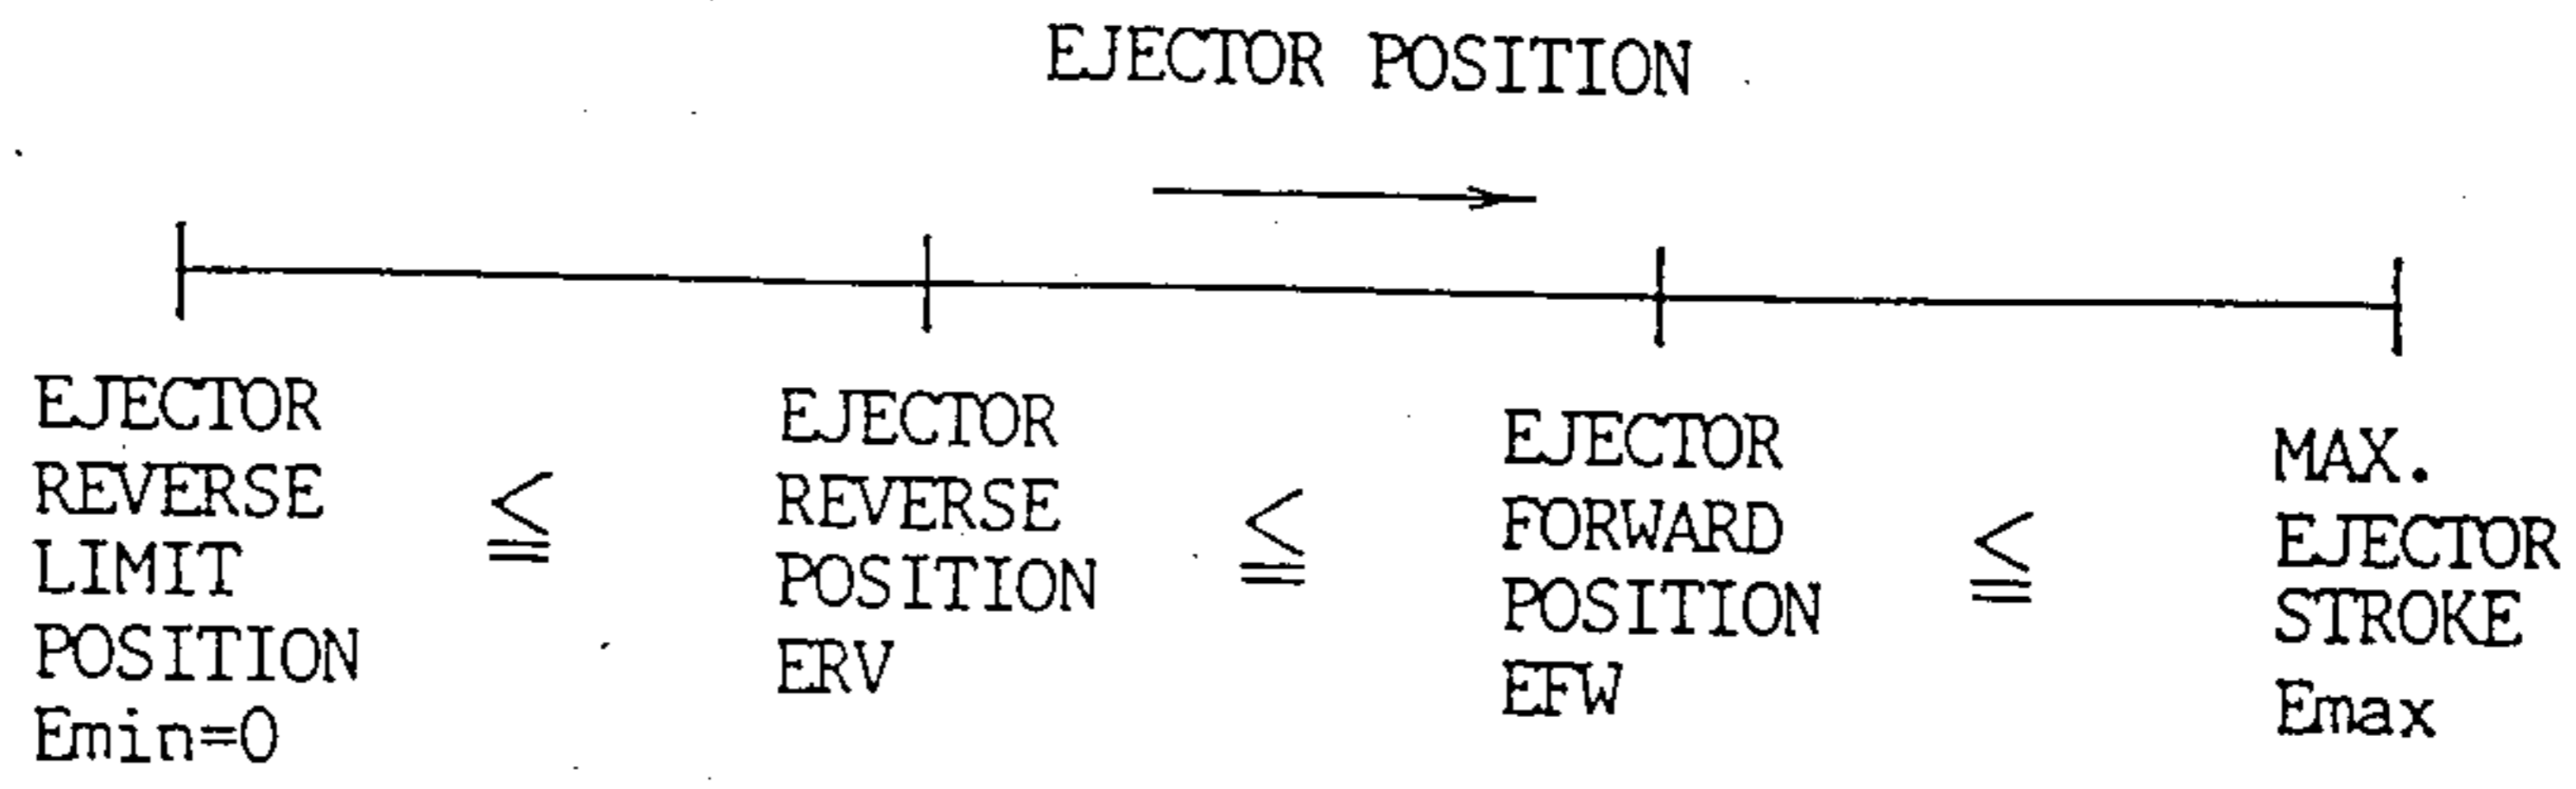 EJECTOR POSITION
EJECTOR
REVERSE
LIMIT
POSITION
Emin=0
≦
EJECTOR
REVERSE
POSITION
ERV
≦
EJECTOR
FORWARD
POSITION
EFW
≦
MAX.
EJECTOR
STROKE
Emax